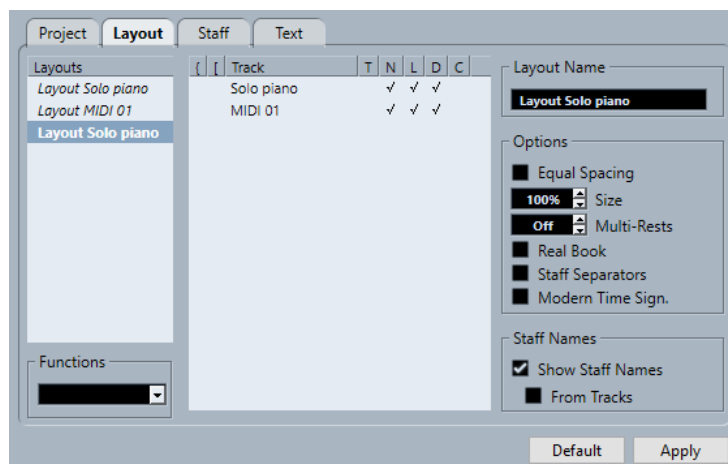 Project Layout Staff Text
Layouts
Layout Solo piano
Layout MIDI 01
Layout Solo piano
Functions
{ [ Track T N L D C
Solo piano √ √ √
MIDI 01 √ √ √
Layout Name
Layout Solo piano
Options
Equal Spacing
100% Size
Off Multi-Rests
Real Book
Staff Separators
Modern Time Sign.
Staff Names
Show Staff Names
From Tracks
Default Apply